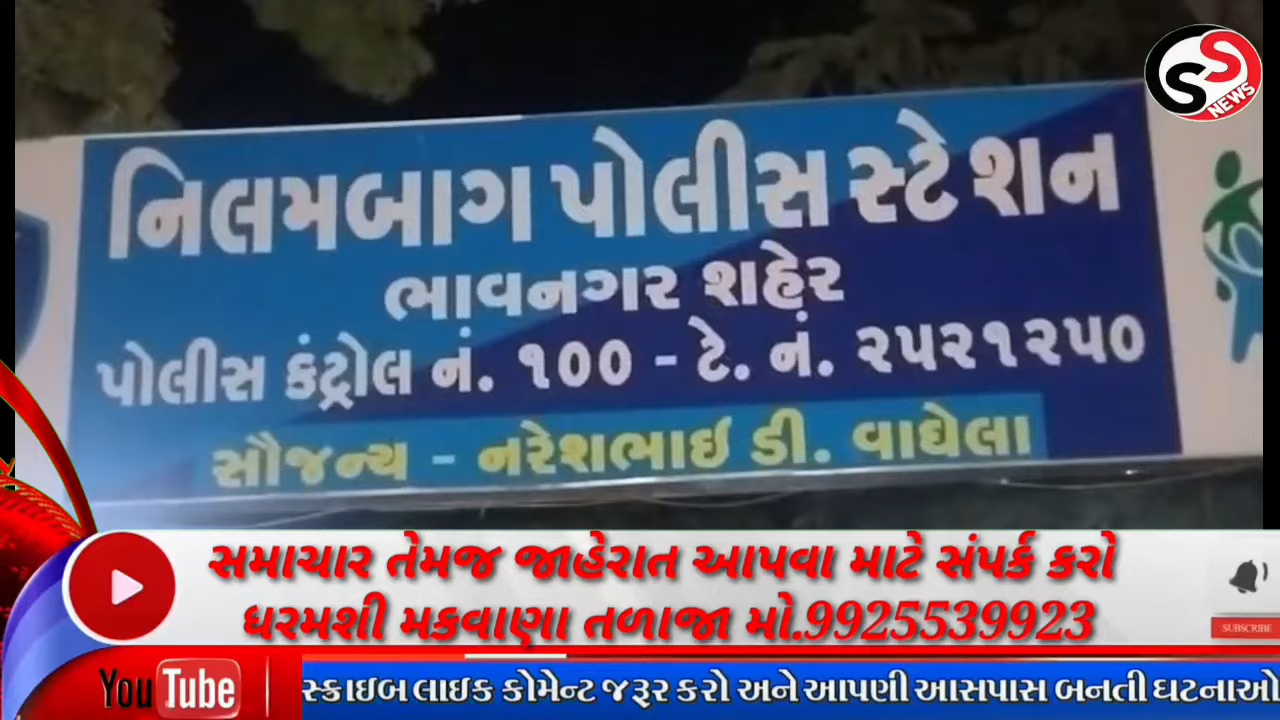 SS NEWS
નિલમબાગ પોલીસ સ્ટેશન
ભાવનગર શહેર
પોલીસ કંટ્રોલ નં. ૧૦૦ - ટે. નં. ૨૫૨૧૨૫૦
સૌજન્ય - નરેશભાઇ ડી. વાઘેલા
સમાચાર તેમજ જાહેરાત આપવા માટે સંપર્ક કરો
ધરમશી મકવાણા તળાજા મો.9925539923
SUBSCRIBE
YouTube
સ્ક્રાઇબ લાઇક કોમેન્ટ જરૂર કરો અને આપણી આસપાસ બનતી ઘટનાઓ